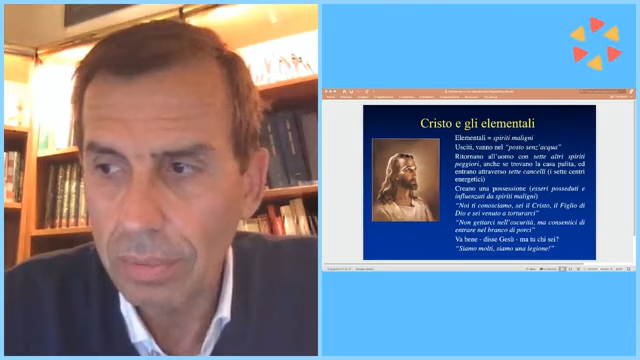 Cristo e gli elementali
Elementali = spiriti maligni
Usciti, vanno nel "posto senz'acqua"
Ritornano all'uomo con sette altri spiriti
peggiori, anche se trovano la casa pulita, ed
entrano attraverso sette cancelli (i sette centri
energetici)
Creano una possessione (esseri posseduti e
influenzati da spiriti maligni)
"Noi ti conosciamo, sei il Cristo, il Figlio di
Dio e sei venuto a torturarci"
"Non gettarci nell'oscurità, ma consentici di
entrare nel branco di porci"
Va bene - disse Gesù - ma tu chi sei?
"Siamo molti, siamo una legione!"